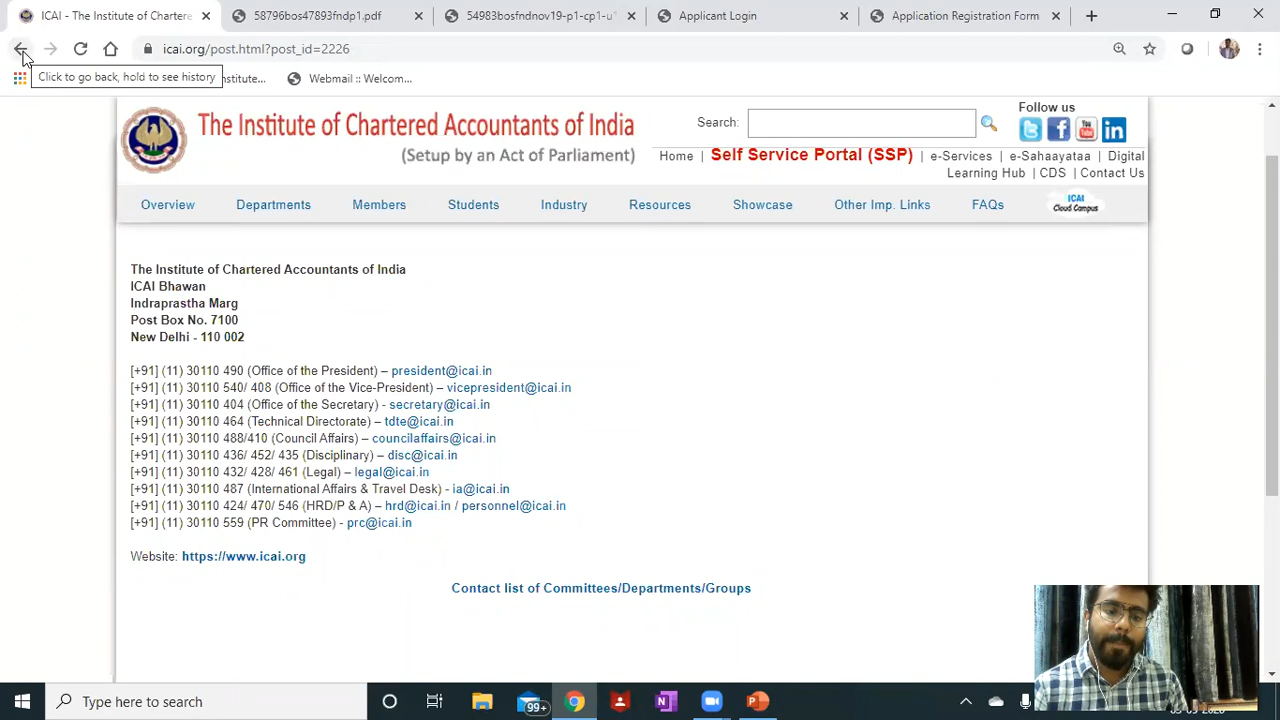 ICAI - The Institute of Chartere
58796bos47893fndp1.pdf
54983bosfndnov19-p1-cp1-u
Applicant Login
Application Registration Form
icai.org/post.html?post_id=2226
Click to go back, hold to see history
nstitute...
Webmail :: Welcom...
The Institute of Chartered Accountants of India
(Setup by an Act of Parliament)
Search:
Follow us
Home | Self Service Portal (SSP) | e-Services | e-Sahaayataa | Digital
Learning Hub | CDS | Contact Us
Overview Departments Members Students Industry Resources Showcase Other Imp. Links FAQs ICAI
Cloud Campus
The Institute of Chartered Accountants of India
ICAI Bhawan
Indraprastha Marg
Post Box No. 7100
New Delhi - 110 002
[+91] (11) 30110 490 (Office of the President) – president@icai.in
[+91] (11) 30110 540/ 408 (Office of the Vice-President) – vicepresident@icai.in
[+91] (11) 30110 404 (Office of the Secretary) - secretary@icai.in
[+91] (11) 30110 464 (Technical Directorate) – tdte@icai.in
[+91] (11) 30110 488/410 (Council Affairs) – councilaffairs@icai.in
[+91] (11) 30110 436/ 452/ 435 (Disciplinary) – disc@icai.in
[+91] (11) 30110 432/ 428/ 461 (Legal) – legal@icai.in
[+91] (11) 30110 487 (International Affairs & Travel Desk) - ia@icai.in
[+91] (11) 30110 424/ 470/ 546 (HRD/P & A) – hrd@icai.in / personnel@icai.in
[+91] (11) 30110 559 (PR Committee) - prc@icai.in
Website: https://www.icai.org
Contact list of Committees/Departments/Groups
Type here to search
99+